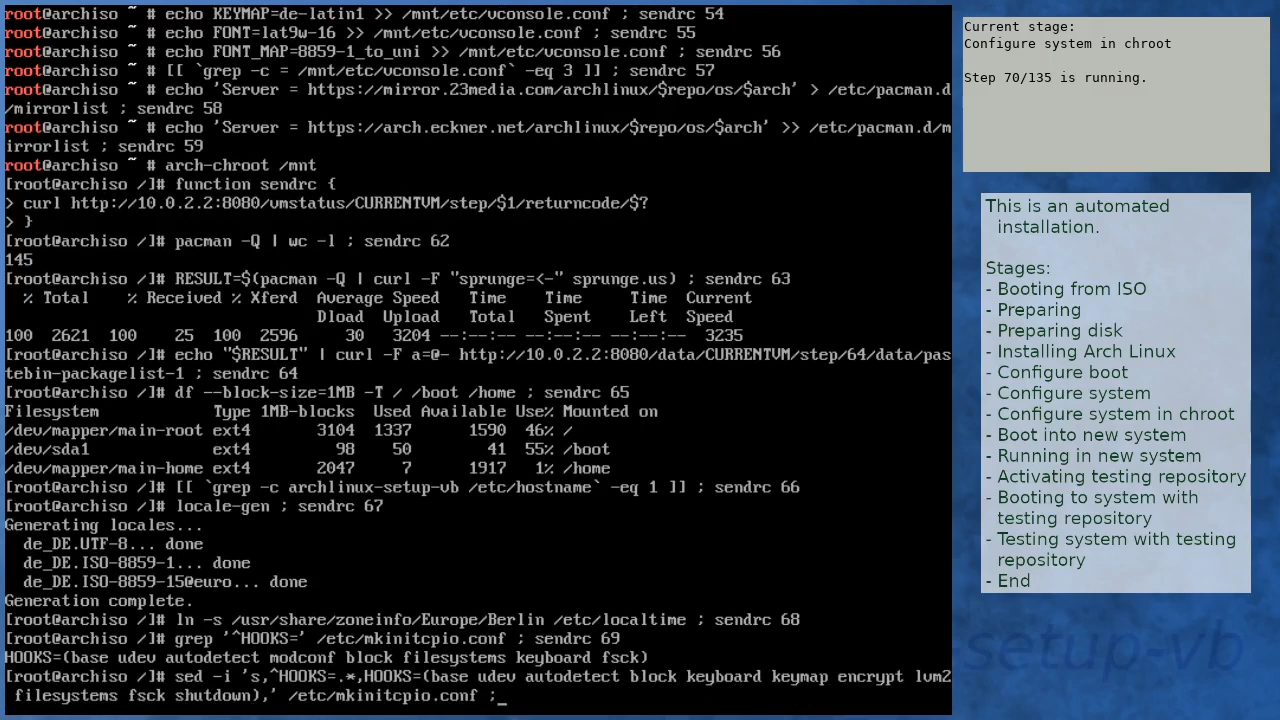 root@archiso ~ # echo KEYMAP=de-latin1 >> /mnt/etc/vconsole.conf ; sendrc 54
root@archiso ~ # echo FONT=lat9w-16 >> /mnt/etc/vconsole.conf ; sendrc 55
root@archiso ~ # echo FONT_MAP=8859-1_to_uni >> /mnt/etc/vconsole.conf ; sendrc 56
root@archiso ~ # [[ `grep -c = /mnt/etc/vconsole.conf` -eq 3 ]] ; sendrc 57
root@archiso ~ # echo 'Server = https://mirror.23media.com/archlinux/$repo/os/$arch' > /etc/pacman.d
/mirrorlist ; sendrc 58
root@archiso ~ # echo 'Server = https://arch.eckner.net/archlinux/$repo/os/$arch' >> /etc/pacman.d/m
irrorlist ; sendrc 59
root@archiso ~ # arch-chroot /mnt
[root@archiso /]# function sendrc {
> curl http://10.0.2.2:8080/vmstatus/CURRENTVM/step/$1/returncode/$?
> }
[root@archiso /]# pacman -Q | wc -l ; sendrc 62
145
[root@archiso /]# RESULT=$(pacman -Q | curl -F "sprunge=<-" sprunge.us) ; sendrc 63
  % Total    % Received % Xferd  Average Speed   Time    Time     Time  Current
                                 Dload  Upload   Total   Spent    Left  Speed
100  2621  100    25  100  2596     30   3204 --:--:-- --:--:-- --:--:--  3235
[root@archiso /]# echo "$RESULT" | curl -F a=@- http://10.0.2.2:8080/data/CURRENTVM/step/64/data/pas
tebin-packagelist-1 ; sendrc 64
[root@archiso /]# df --block-size=1MB -T / /boot /home ; sendrc 65
Filesystem            Type 1MB-blocks  Used Available Use% Mounted on
/dev/mapper/main-root ext4       3104  1337      1590  46% /
/dev/sda1             ext4         98    50        41  55% /boot
/dev/mapper/main-home ext4       2047     7      1917   1% /home
[root@archiso /]# [[ `grep -c archlinux-setup-vb /etc/hostname` -eq 1 ]] ; sendrc 66
[root@archiso /]# locale-gen ; sendrc 67
Generating locales...
  de_DE.UTF-8... done
  de_DE.ISO-8859-1... done
  de_DE.ISO-8859-15@euro... done
Generation complete.
[root@archiso /]# ln -s /usr/share/zoneinfo/Europe/Berlin /etc/localtime ; sendrc 68
[root@archiso /]# grep '^HOOKS=' /etc/mkinitcpio.conf ; sendrc 69
HOOKS=(base udev autodetect modconf block filesystems keyboard fsck)
[root@archiso /]# sed -i 's,^HOOKS=.*,HOOKS=(base udev autodetect block keyboard keymap encrypt lvm2
 filesystems fsck shutdown),' /etc/mkinitcpio.conf ;_
Current stage:
Configure system in chroot
Step 70/135 is running.
This is an automated
installation.
Stages:
- Booting from ISO
- Preparing
- Preparing disk
- Installing Arch Linux
- Configure boot
- Configure system
- Configure system in chroot
- Boot into new system
- Running in new system
- Activating testing repository
- Booting to system with
testing repository
- Testing system with testing
repository
- End
setup-vb